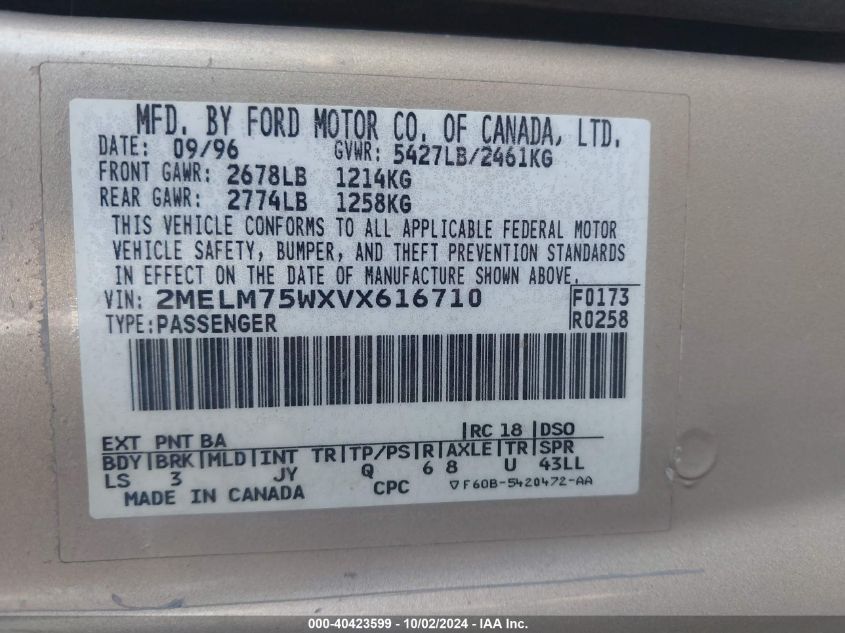 MFD. BY FORD MOTOR CO. OF CANADA, LTD.
DATE: 09/96 GVWR: 5427LB/2461KG
FRONT GAWR: 2678LB 1214KG
REAR GAWR: 2774LB 1258KG
THIS VEHICLE CONFORMS TO ALL APPLICABLE FEDERAL MOTOR
VEHICLE SAFETY, BUMPER, AND THEFT PREVENTION STANDARDS
IN EFFECT ON THE DATE OF MANUFACTURE SHOWN ABOVE.
VIN: 2MELM75WXVX616710 F0173
TYPE: PASSENGER R0258
EXT PNT BA RC 18 DSO
BDY BRK MLD INT TR TP/PS R AXLE TR SPR
LS 3 JY Q 6 8 U 43LL
MADE IN CANADA CPC ▽F60B-5420472-AA
000-40423599 - 10/02/2024 - IAA Inc.